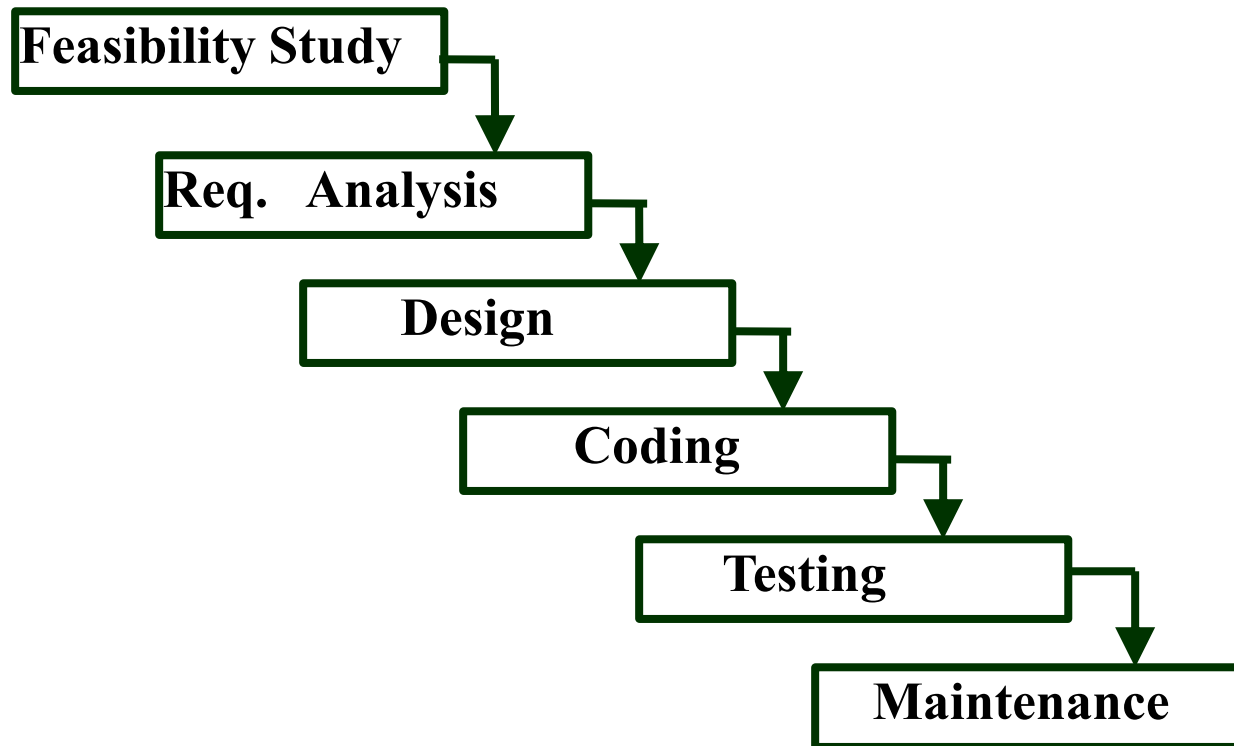 Feasibility Study
Req. Analysis
Design
Coding
Testing
Maintenance